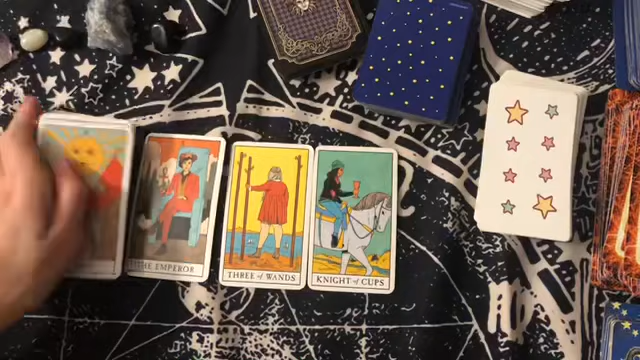 THE EMPEROR
THREE of WANDS
KNIGHT of CUPS